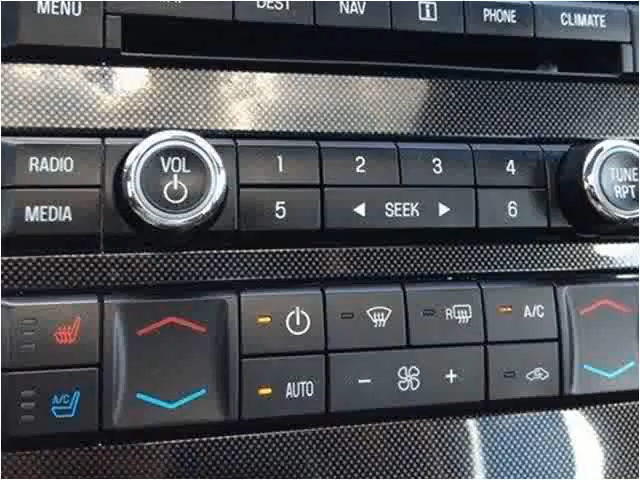 MENU DEST NAV i PHONE CLIMATE
RADIO VOL 1 2 3 4 TUNE
RPT
MEDIA 5 SEEK 6
R A/C
A/C AUTO - +